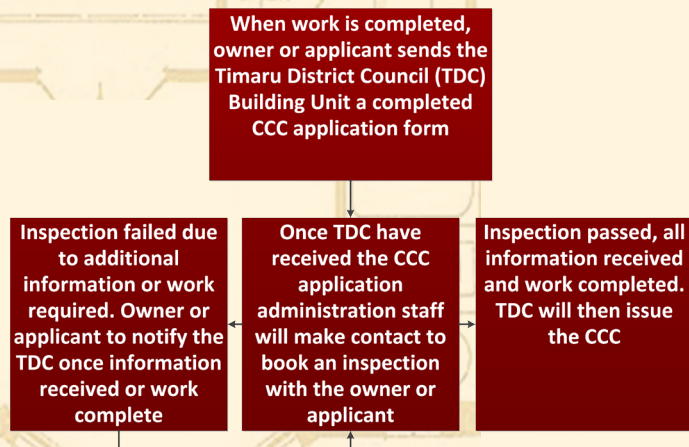 When work is completed,
owner or applicant sends the
Timaru District Council (TDC)
Building Unit a completed
CCC application form
Inspection failed due
to additional
information or work
required. Owner or
applicant to notify the
TDC once information
received or work
complete
Once TDC have
received the CCC
application
administration staff
will make contact to
book an inspection
with the owner or
applicant
Inspection passed, all
information received
and work completed.
TDC will then issue
the CCC